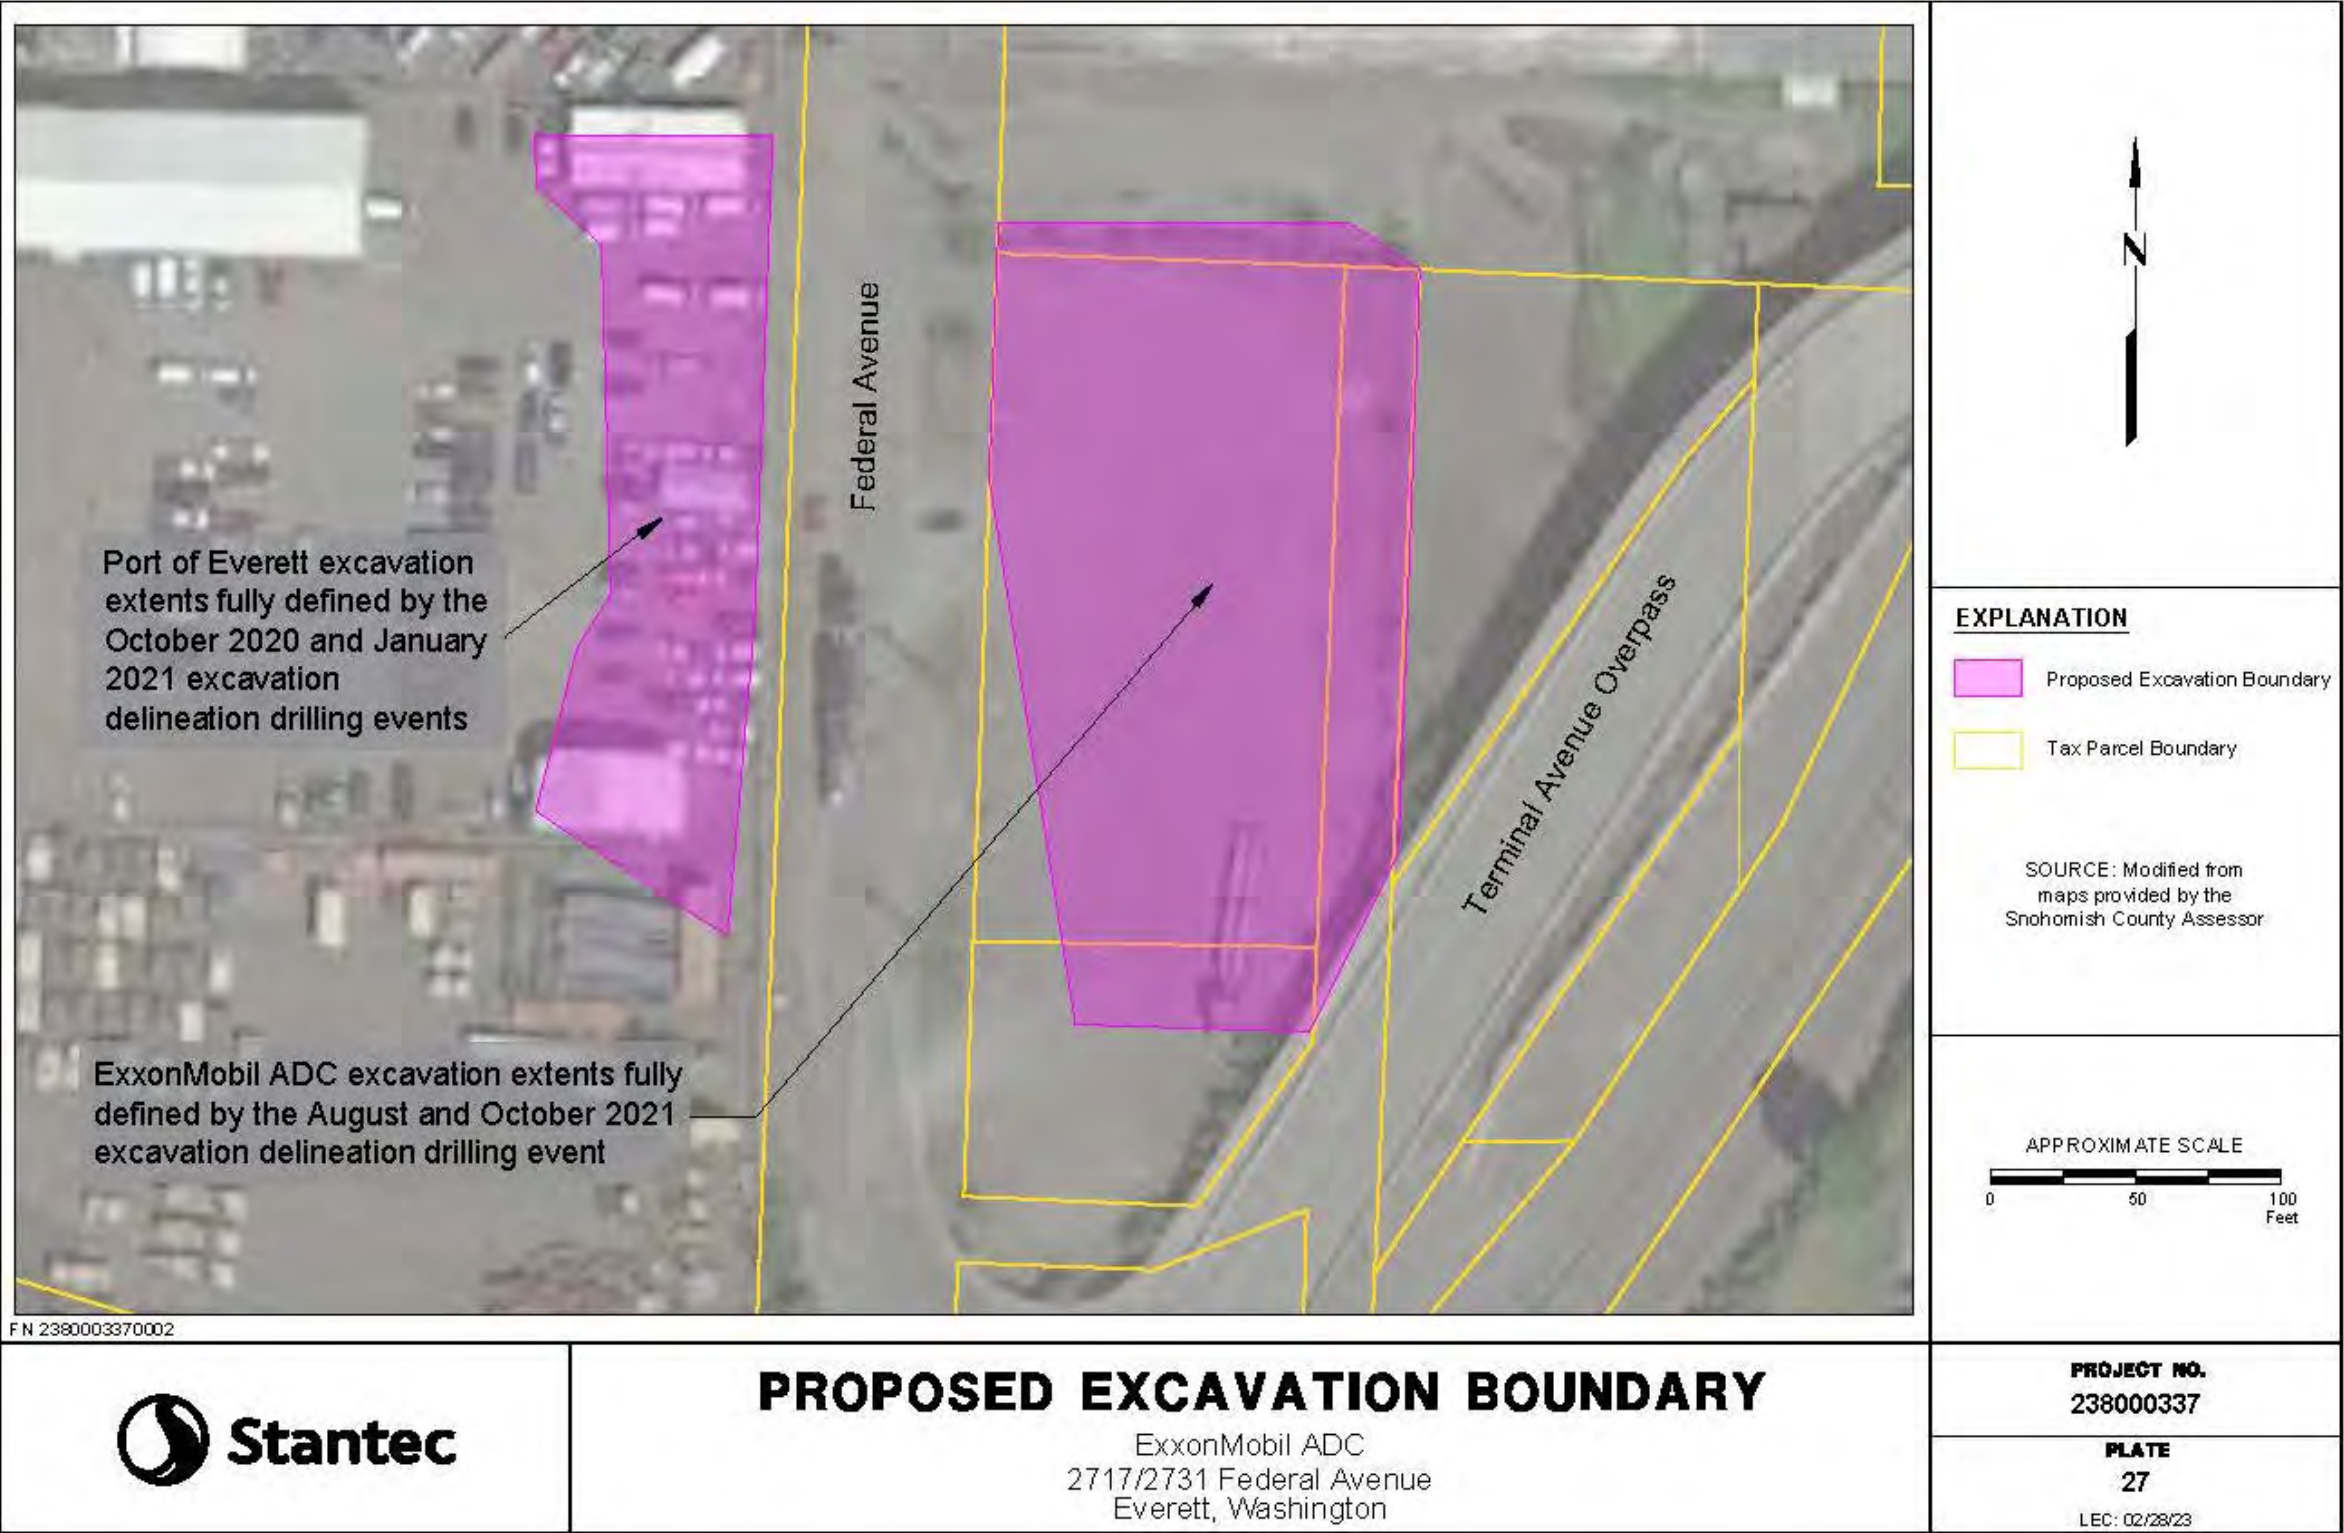 N
Federal Avenue
Port of Everett excavation
extents fully defined by the
October 2020 and January
2021 excavation
delineation drilling events
Terminal Avenue Overpass
ExxonMobil ADC excavation extents fully
defined by the August and October 2021
excavation delineation drilling event
EXPLANATION
Proposed Excavation Boundary
Tax Parcel Boundary
SOURCE: Modified from
maps provided by the
Snohomish County Assessor
APPROXIMATE SCALE
0 50 100
Feet
FN 2380003370002
Stantec
PROPOSED EXCAVATION BOUNDARY
ExxonMobil ADC
2717/2731 Federal Avenue
Everett, Washington
PROJECT NO.
238000337
PLATE
27
LEC: 02/28/23